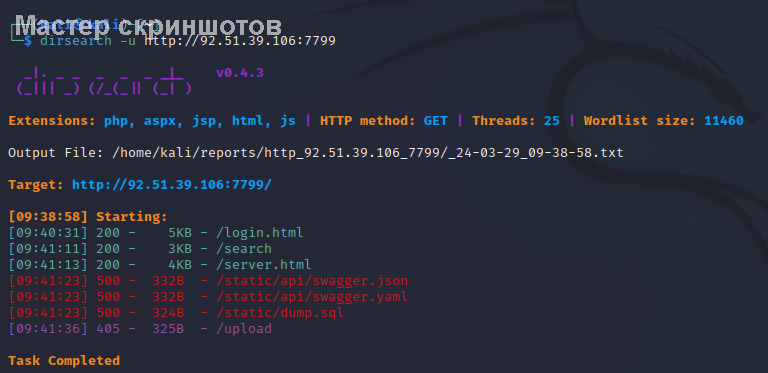 Мастер скриншотов
$ dirsearch -u http://92.51.39.106:7799
v0.4.3
Extensions: php, aspx, jsp, html, js | HTTP method: GET | Threads: 25 | Wordlist size: 11460
Output File: /home/kali/reports/http_92.51.39.106_7799/_24-03-29_09-38-58.txt
Target: http://92.51.39.106:7799/
[09:38:58] Starting:
[09:40:31] 200 - 5KB - /login.html
[09:41:11] 200 - 3KB - /search
[09:41:13] 200 - 4KB - /server.html
[09:41:23] 500 - 332B - /static/api/swagger.json
[09:41:23] 500 - 332B - /static/api/swagger.yaml
[09:41:23] 500 - 324B - /static/dump.sql
[09:41:36] 405 - 325B - /upload
Task Completed